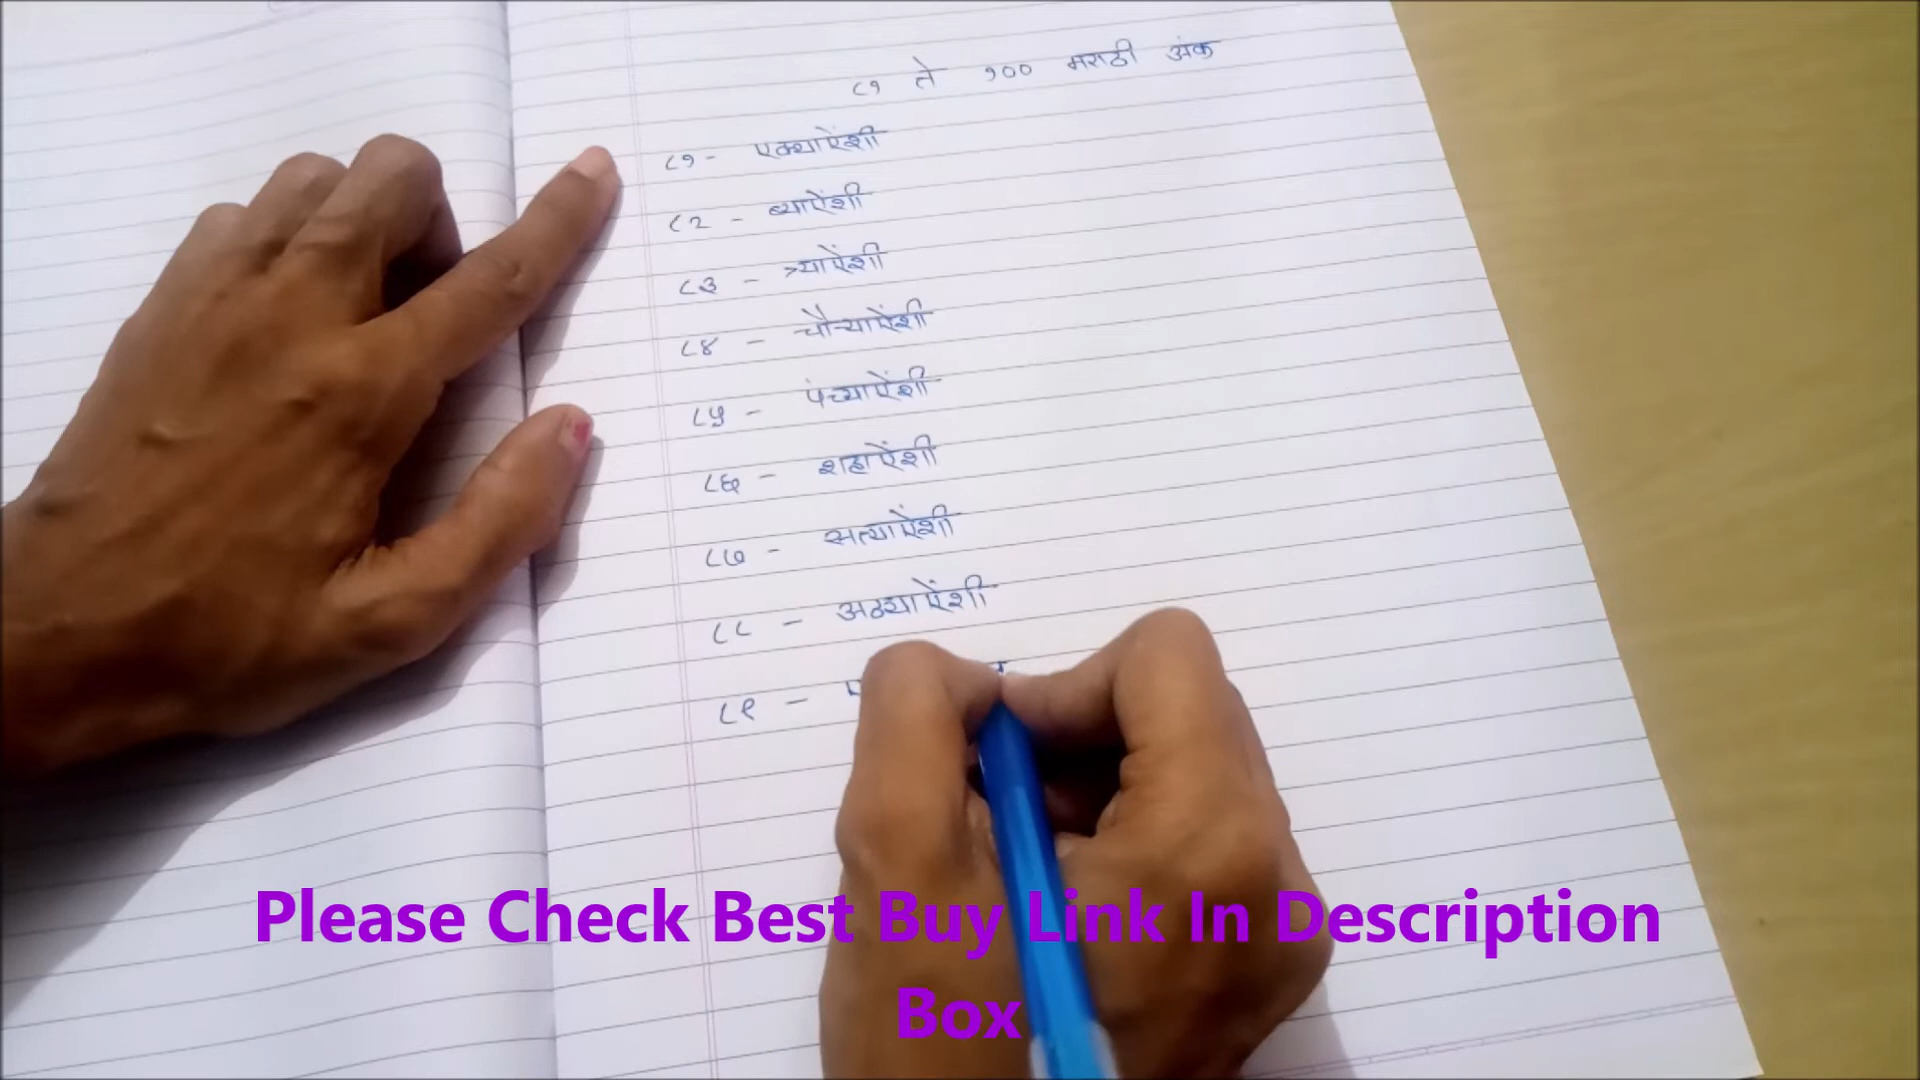 ८१ ते १०० मराठी अंक
८१ - एक्याऐंशी
८२ - ब्याऐंशी
८३ - त्र्याऐंशी
८४ - चौऱ्याऐंशी
८५ - पंच्याऐंशी
८६ - शहाऐंशी
८७ - सत्याऐंशी
८८ - अठ्याऐंशी
८९ -
Please Check Best Buy Link In Description
Box